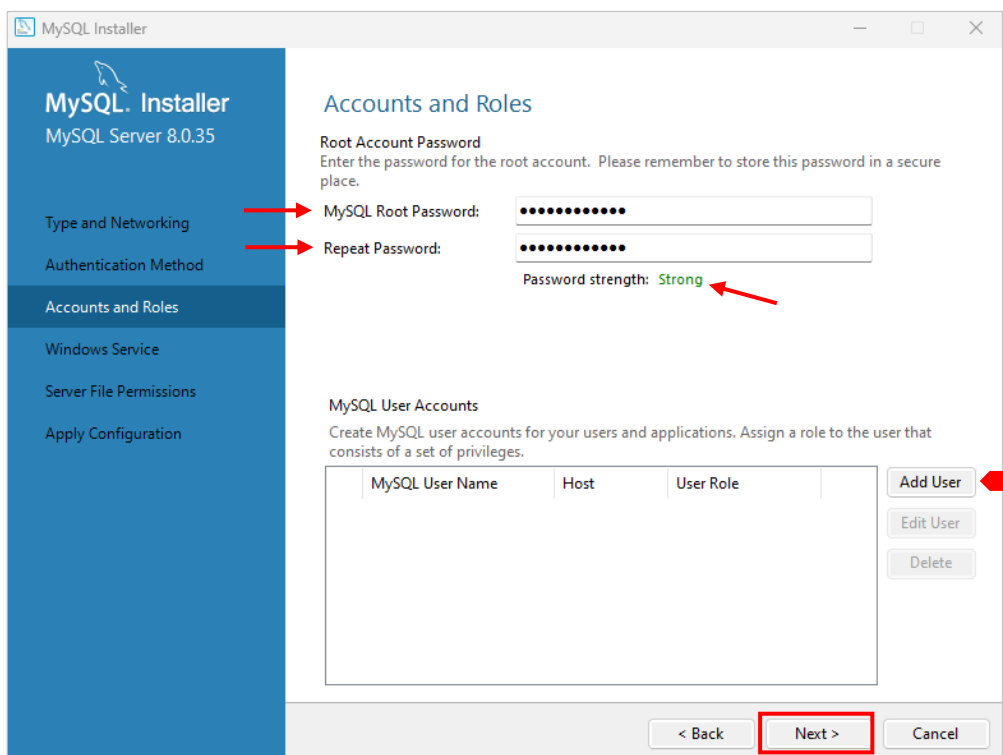 MySQL Installer
MySQL. Installer
MySQL Server 8.0.35
Type and Networking
Authentication Method
Accounts and Roles
Windows Service
Server File Permissions
Apply Configuration
Accounts and Roles
Root Account Password
Enter the password for the root account.  Please remember to store this password in a secure
place.
MySQL Root Password: ●●●●●●●●●●●●
Repeat Password: ●●●●●●●●●●●●
Password strength: Strong
MySQL User Accounts
Create MySQL user accounts for your users and applications. Assign a role to the user that
consists of a set of privileges.
MySQL User Name Host User Role
Add User
Edit User
Delete
< Back Next > Cancel